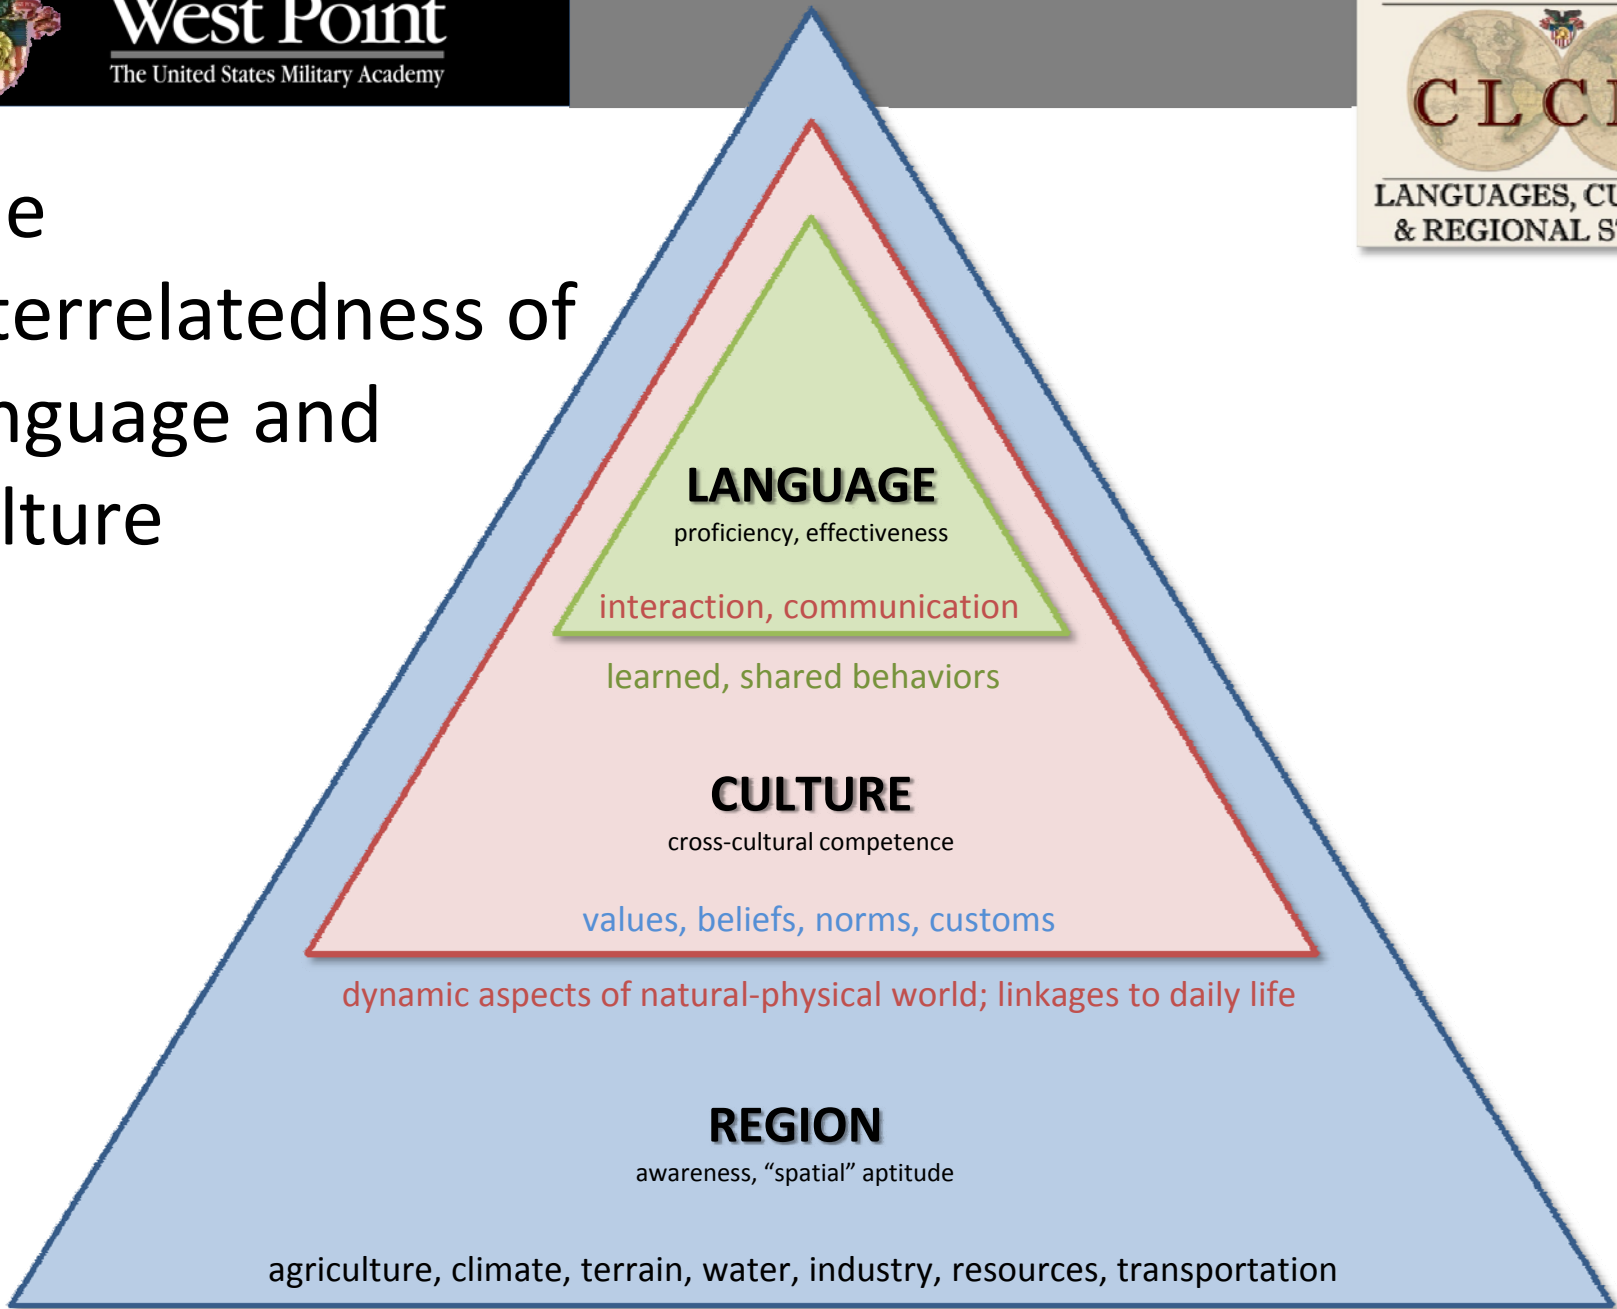 West Point
The United States Military Academy
C L C
LANGUAGES, CU
& REGIONAL S
e
terrelatedness of
nguage and
lture
LANGUAGE
proficiency, effectiveness
interaction, communication
learned, shared behaviors
CULTURE
cross-cultural competence
values, beliefs, norms, customs
dynamic aspects of natural-physical world; linkages to daily life
REGION
awareness, “spatial” aptitude
agriculture, climate, terrain, water, industry, resources, transportation